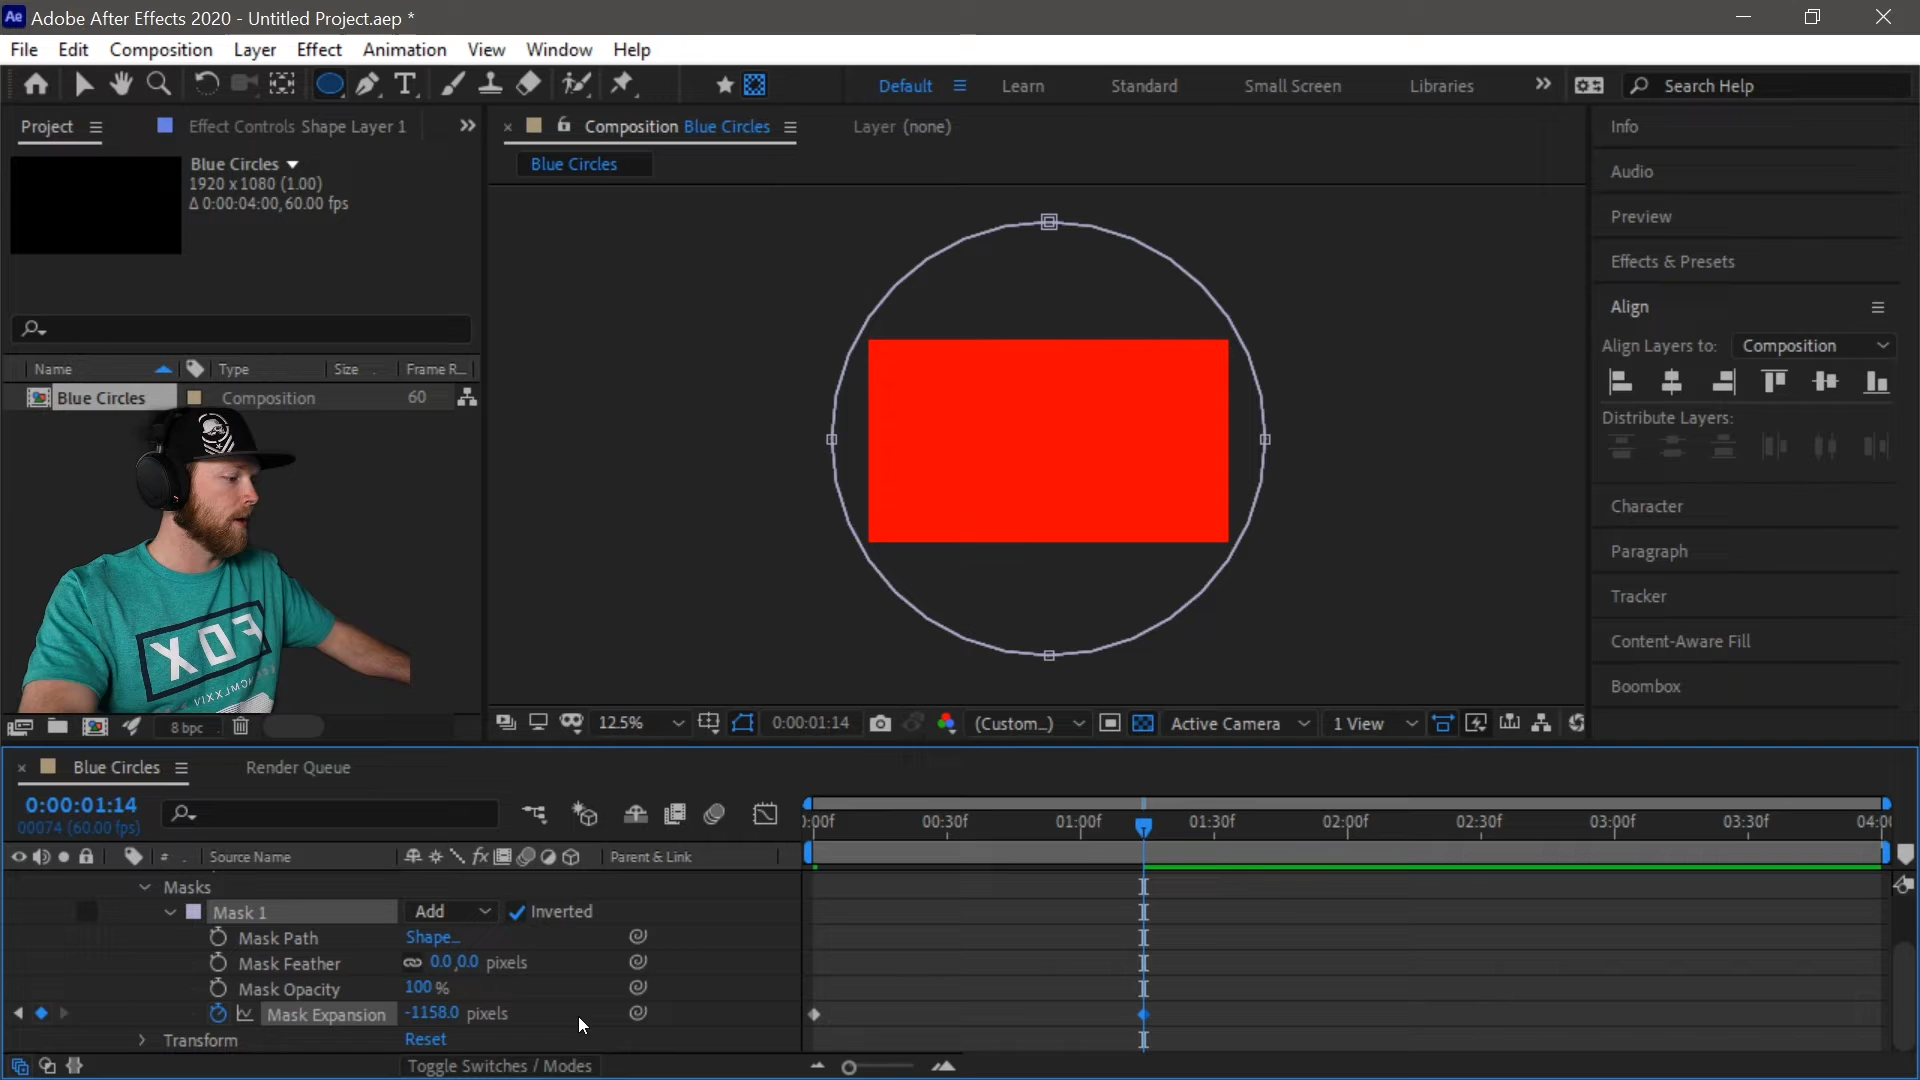 Ae Adobe After Effects 2020 - Untitled Project.aep *
File Edit Composition Layer Effect Animation View Window Help
T
Default Learn Standard Small Screen Libraries Search Help
Project Effect Controls Shape Layer 1
Composition Blue Circles Layer (none)
Blue Circles
Blue Circles
1920 x 1080 (1.00)
Δ 0:00:04:00, 60.00 fps
Name Type Size Frame R...
Blue Circles Composition 60
FOX
MCMLXXIV
8 bpc
12.5% 0:00:01:14 (Custom...) Active Camera 1 View
Info
Audio
Preview
Effects & Presets
Align
Align Layers to: Composition
Distribute Layers:
Character
Paragraph
Tracker
Content-Aware Fill
Boombox
Blue Circles Render Queue
0:00:01:14
00074 (60.00 fps)
# Source Name fx Parent & Link
):00f 00:30f 01:00f 01:30f 02:00f 02:30f 03:00f 03:30f 04:0
Masks
Mask 1 Add Inverted
Mask Path Shape...
Mask Feather 0.0,0.0 pixels
Mask Opacity 100 %
Mask Expansion -1158.0 pixels
Transform Reset
Toggle Switches / Modes